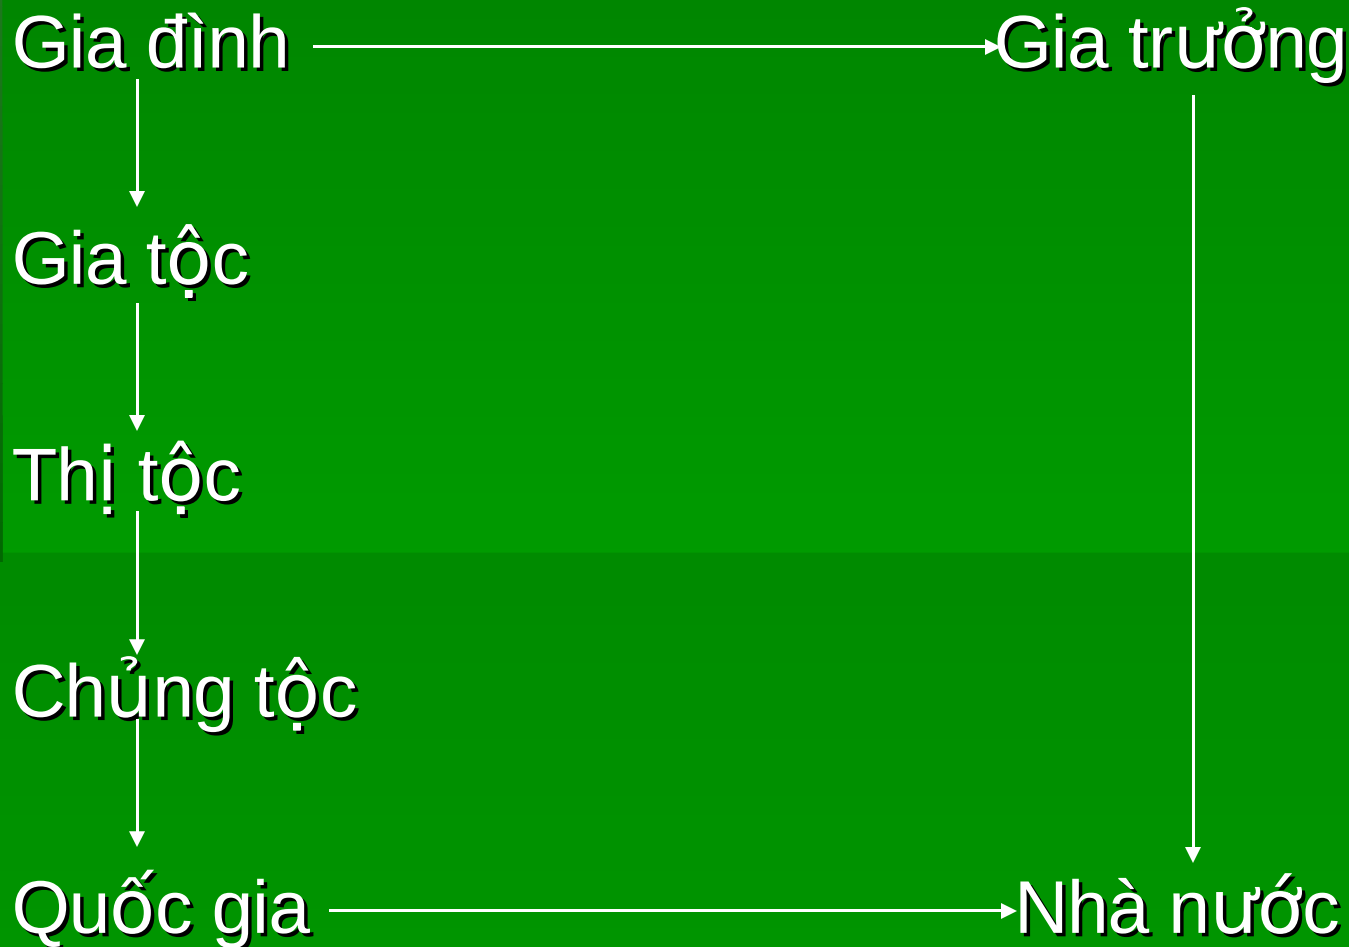 Gia đình
Gia trưởng
Gia tộc
Thị tộc
Chủng tộc
Quốc gia
Nhà nước